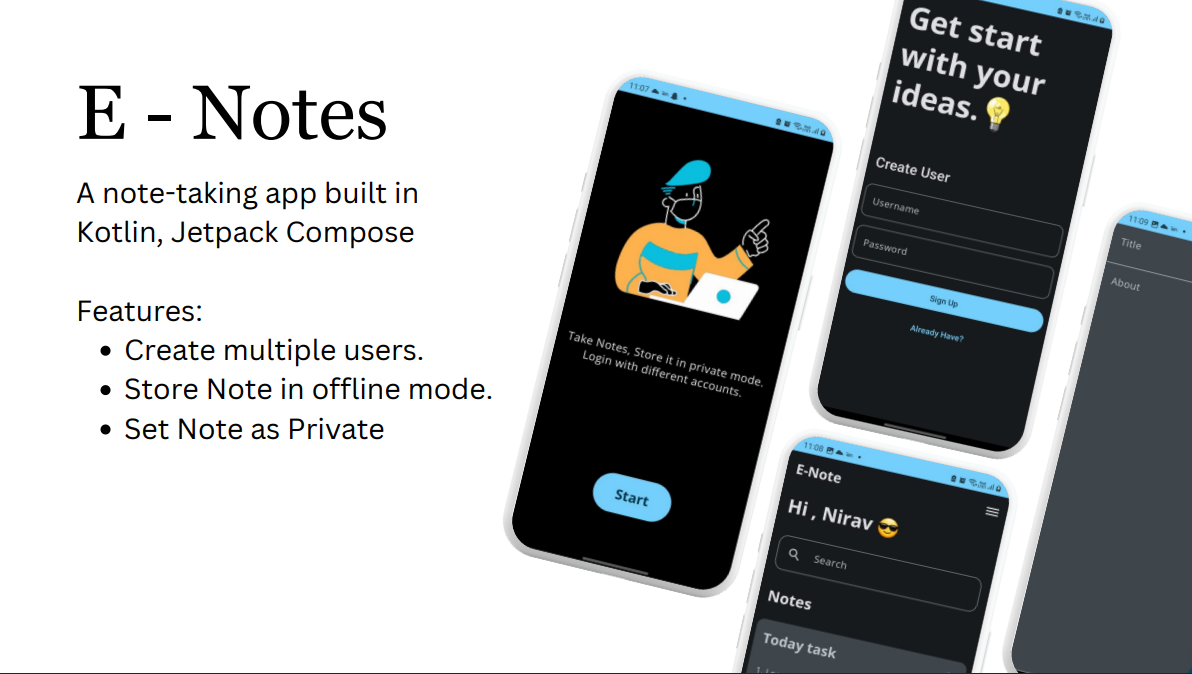 E - Notes
A note-taking app built in
Kotlin, Jetpack Compose
Features:
Create multiple users.
Store Note in offline mode.
Set Note as Private
11:07
Take Notes, Store it in private mode.
Login with different accounts.
Start
Get start
with your
ideas.💡
Create User
Username
Password
Sign Up
Already Have?
11:08
E-Note
Hi , Nirav 😎
Search
Notes
Today task
11:09
Title
About